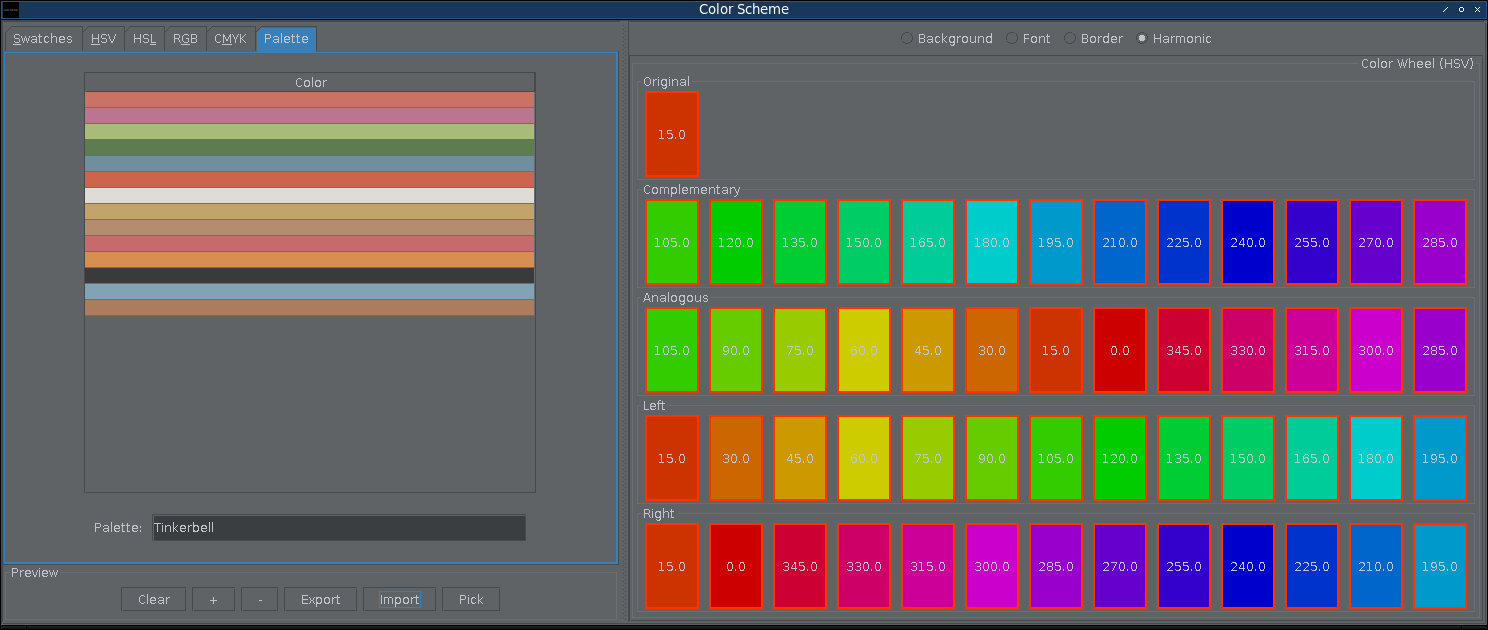 Color Scheme
Swatches HSV HSL RGB CMYK Palette
Background Font Border Harmonic
Color
Palette: Tinkerbell
Preview
Clear + - Export Import Pick
Color Wheel (HSV)
Original
15.0
Complementary
105.0 120.0 135.0 150.0 165.0 180.0 195.0 210.0 225.0 240.0 255.0 270.0 285.0
Analogous
105.0 90.0 75.0 60.0 45.0 30.0 15.0 0.0 345.0 330.0 315.0 300.0 285.0
Left
15.0 30.0 45.0 60.0 75.0 90.0 105.0 120.0 135.0 150.0 165.0 180.0 195.0
Right
15.0 0.0 345.0 330.0 315.0 300.0 285.0 270.0 255.0 240.0 225.0 210.0 195.0